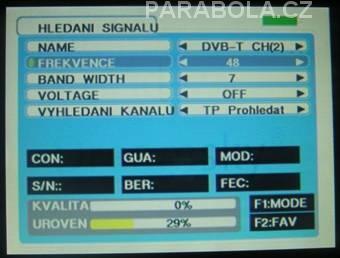 PARABOLA.CZ
HLEDANI SIGNALU
NAME DVB-T CH(2)
FREKVENCE 48
BAND WIDTH 7
VOLTAGE OFF
VYHLEDANI KANALU TP Prohledat
CON: GUA: MOD:
S/N:: BER: FEC:
KVALITA 0% F1:MODE
UROVEN 29% F2:FAV